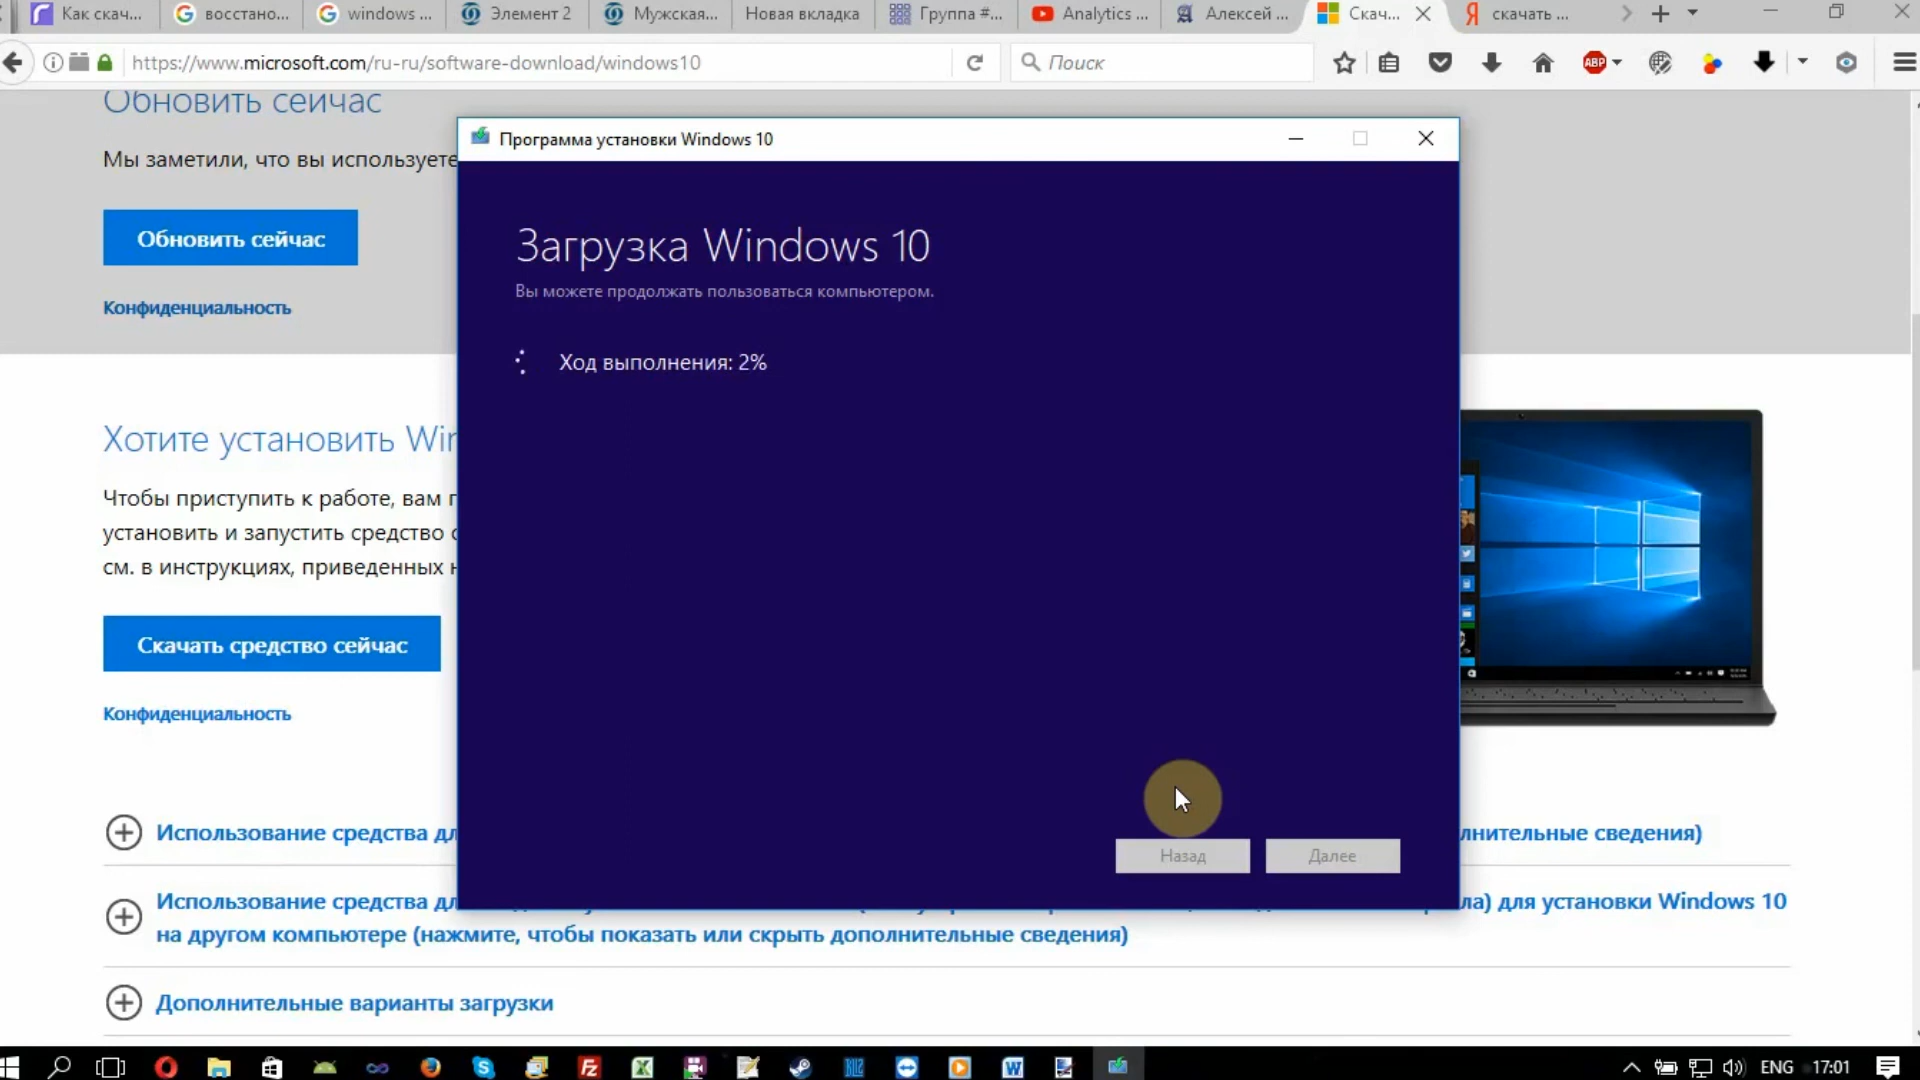 Как скач...
восстано...
windows ...
Элемент 2
Мужская...
Новая вкладка
Группа #...
Analytics ...
Алексей ...
Скач...
скачать ...
https://www.microsoft.com/ru-ru/software-download/windows10
Поиск
ABP
Обновить сейчас
Мы заметили, что вы используете
Обновить сейчас
Конфиденциальность
Программа установки Windows 10
Загрузка Windows 10
Вы можете продолжать пользоваться компьютером.
Ход выполнения: 2%
Назад
Далее
Хотите установить Win
Чтобы приступить к работе, вам
установить и запустить средство
см. в инструкциях, приведенных
Скачать средство сейчас
Конфиденциальность
Использование средства дл
лнительные сведения)
Использование средства дл
ла) для установки Windows 10
на другом компьютере (нажмите, чтобы показать или скрыть дополнительные сведения)
Дополнительные варианты загрузки
ENG
17:01